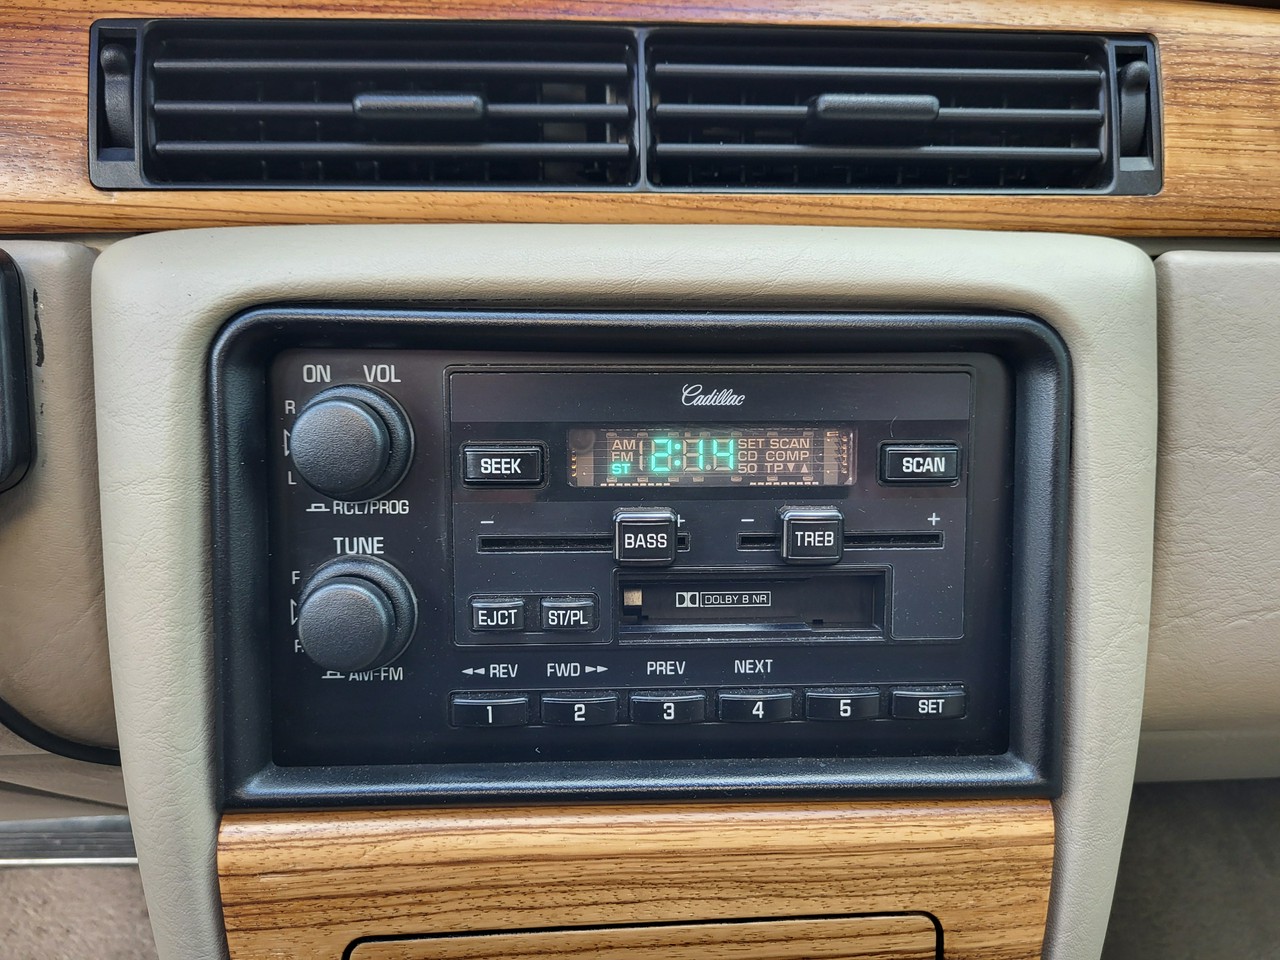 ON VOL
Cadillac
R
L
AM 2:14 SET SCAN
FM CD COMP
ST 50 TP▼▲
SEEK
SCAN
RCL/PROG
− + − +
BASS TREB
TUNE
F
R
AM-FM
DOLBY B NR
EJCT ST/PL
◄◄ REV FWD ►► PREV NEXT
1 2 3 4 5 SET